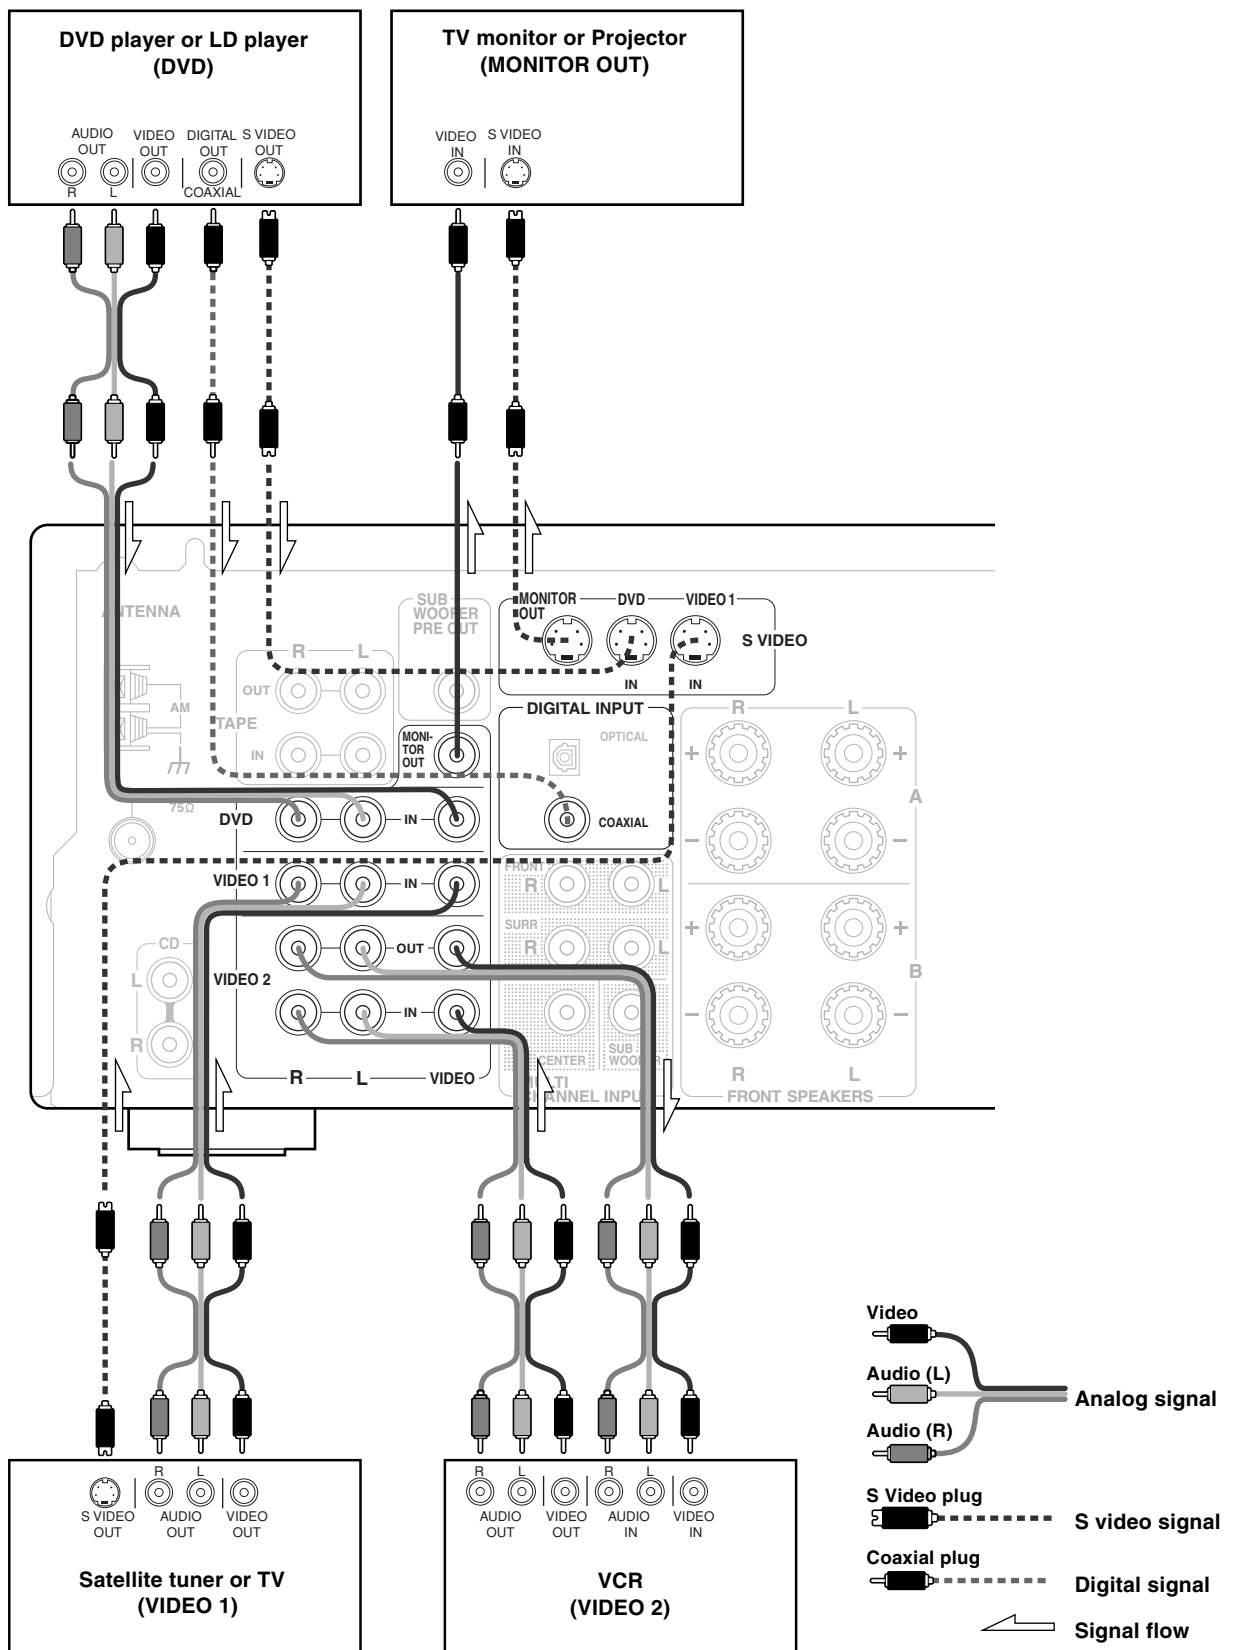 DVD player or LD player
(DVD)
AUDIO OUT
VIDEO OUT
DIGITAL OUT
S VIDEO OUT
R
L
COAXIAL
TV monitor or Projector
(MONITOR OUT)
VIDEO IN
S VIDEO IN
ANTENNA
AM
75Ω
SUB
WOOFER
PRE OUT
MONITOR
OUT
DVD
VIDEO 1
S VIDEO
IN
IN
R
L
OUT
TAPE
IN
MONI-
TOR
OUT
DIGITAL INPUT
OPTICAL
COAXIAL
DVD
IN
VIDEO 1
IN
OUT
VIDEO 2
IN
R
L
VIDEO
CD
L
R
FRONT
R
L
SURR
R
L
CENTER
SUB
WOOFER
MULTI
CHANNEL INPUT
R
L
+
+
A
−
−
+
+
B
−
−
R
L
FRONT SPEAKERS
S VIDEO
OUT
R
L
AUDIO
OUT
VIDEO
OUT
Satellite tuner or TV
(VIDEO 1)
R
L
AUDIO
OUT
VIDEO
OUT
R
L
AUDIO
IN
VIDEO
IN
VCR
(VIDEO 2)
Video
Audio (L)
Audio (R)
Analog signal
S Video plug
S video signal
Coaxial plug
Digital signal
Signal flow